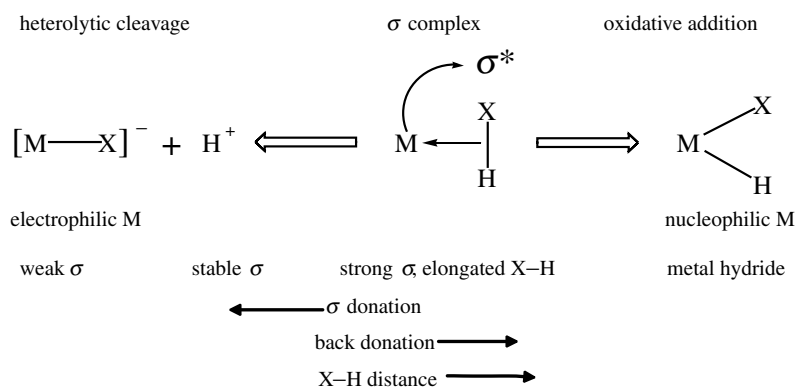 heterolytic cleavage σ complex oxidative addition
σ*
X X
[M—X]⁻ + H⁺ M M
H H
electrophilic M nucleophilic M
weak σ stable σ strong σ, elongated X–H metal hydride
σ donation
back donation
X–H distance